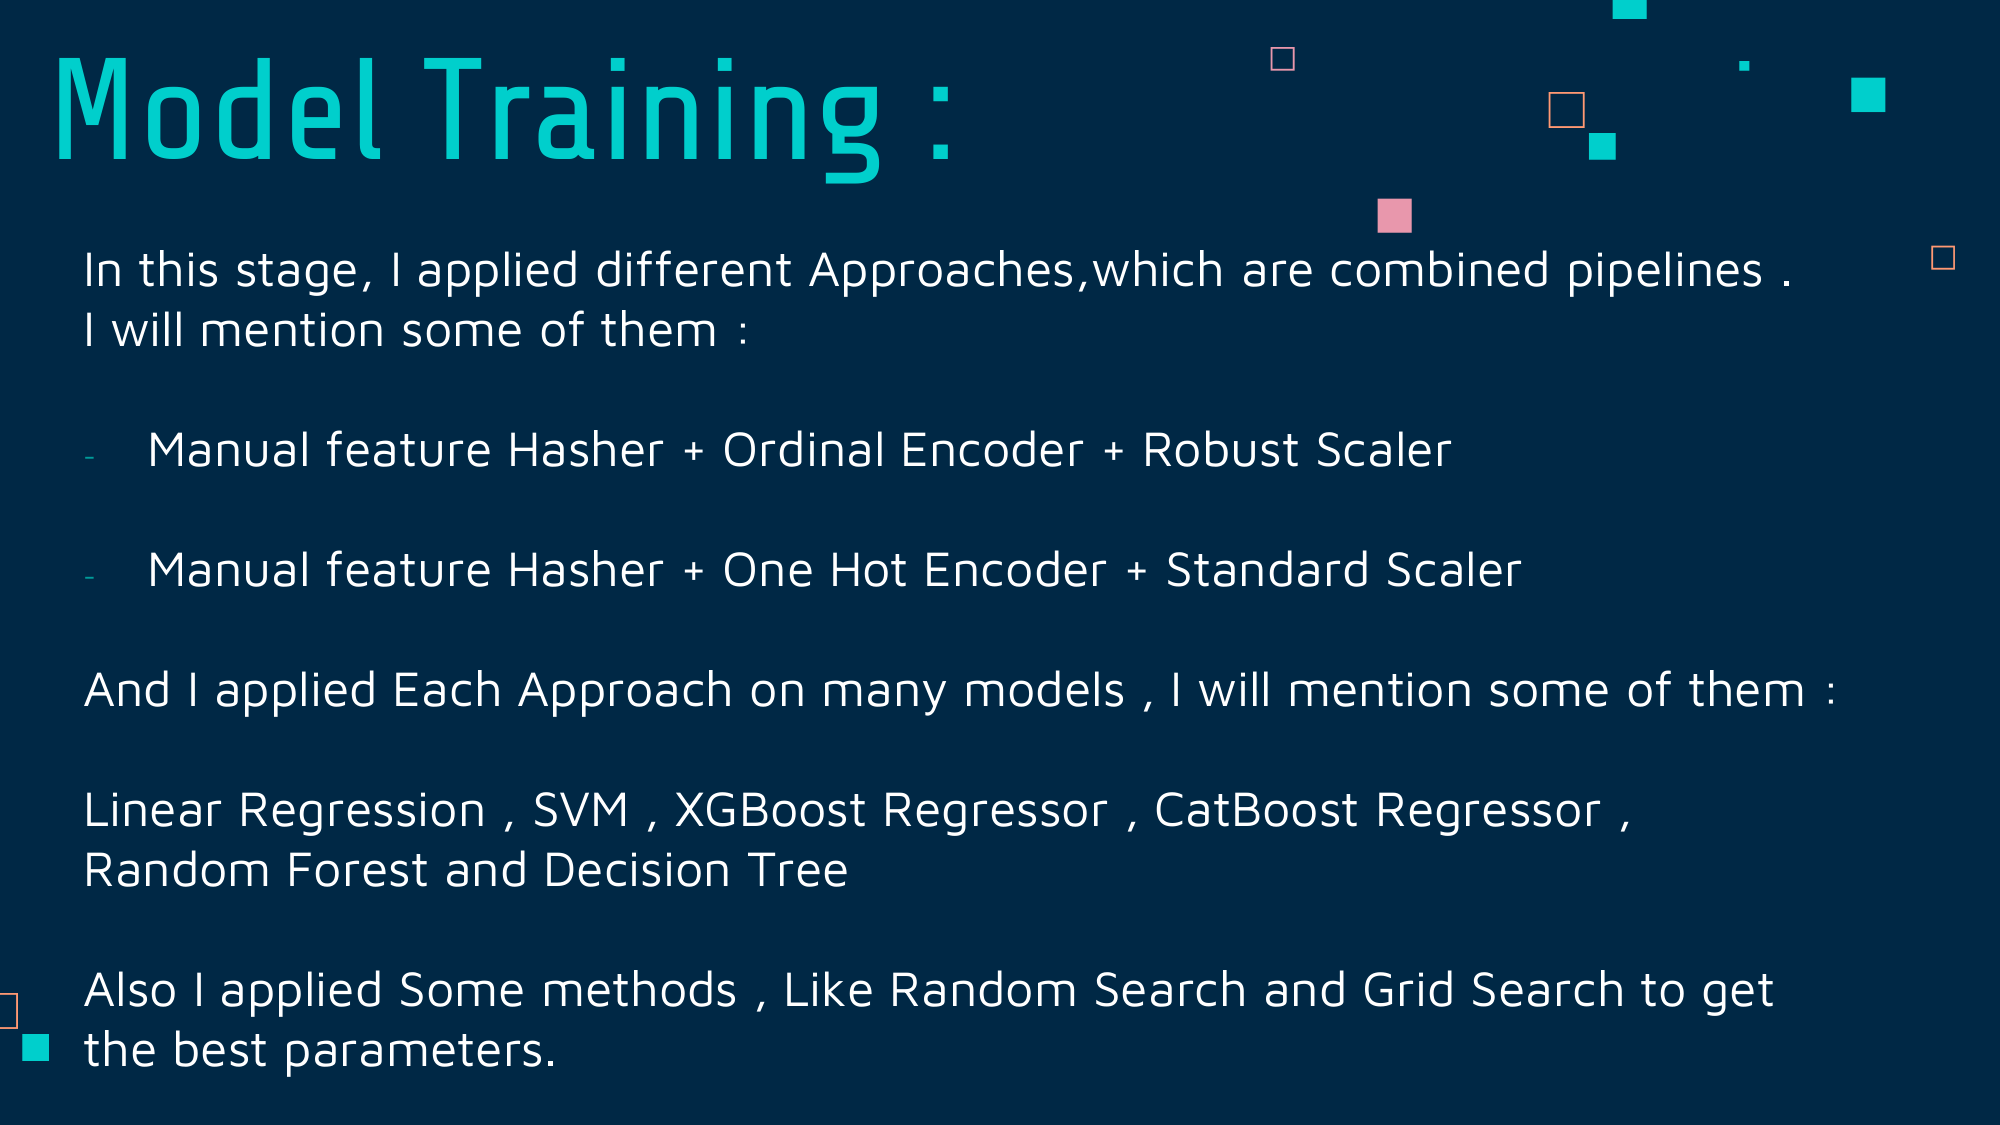 Model Training :
In this stage, I applied different Approaches,which are combined pipelines .
I will mention some of them :
- Manual feature Hasher + Ordinal Encoder + Robust Scaler
- Manual feature Hasher + One Hot Encoder + Standard Scaler
And I applied Each Approach on many models , I will mention some of them :
Linear Regression , SVM , XGBoost Regressor , CatBoost Regressor ,
Random Forest and Decision Tree
Also I applied Some methods , Like Random Search and Grid Search to get
the best parameters.